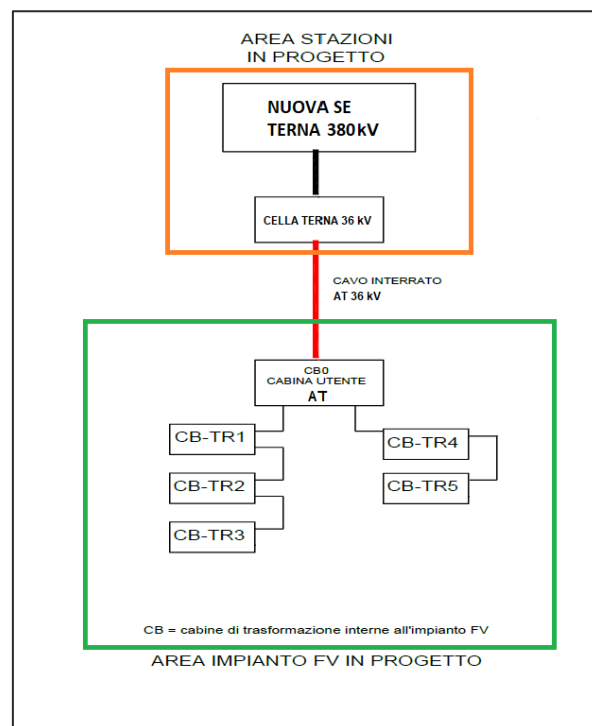 AREA STAZIONI
IN PROGETTO
NUOVA SE
TERNA 380kV
CELLA TERNA 36 kV
CAVO INTERRATO
AT 36 kV
CB0
CABINA UTENTE
AT
CB-TR1
CB-TR4
CB-TR2
CB-TR5
CB-TR3
CB = cabine di trasformazione interne all'impianto FV
AREA IMPIANTO FV IN PROGETTO